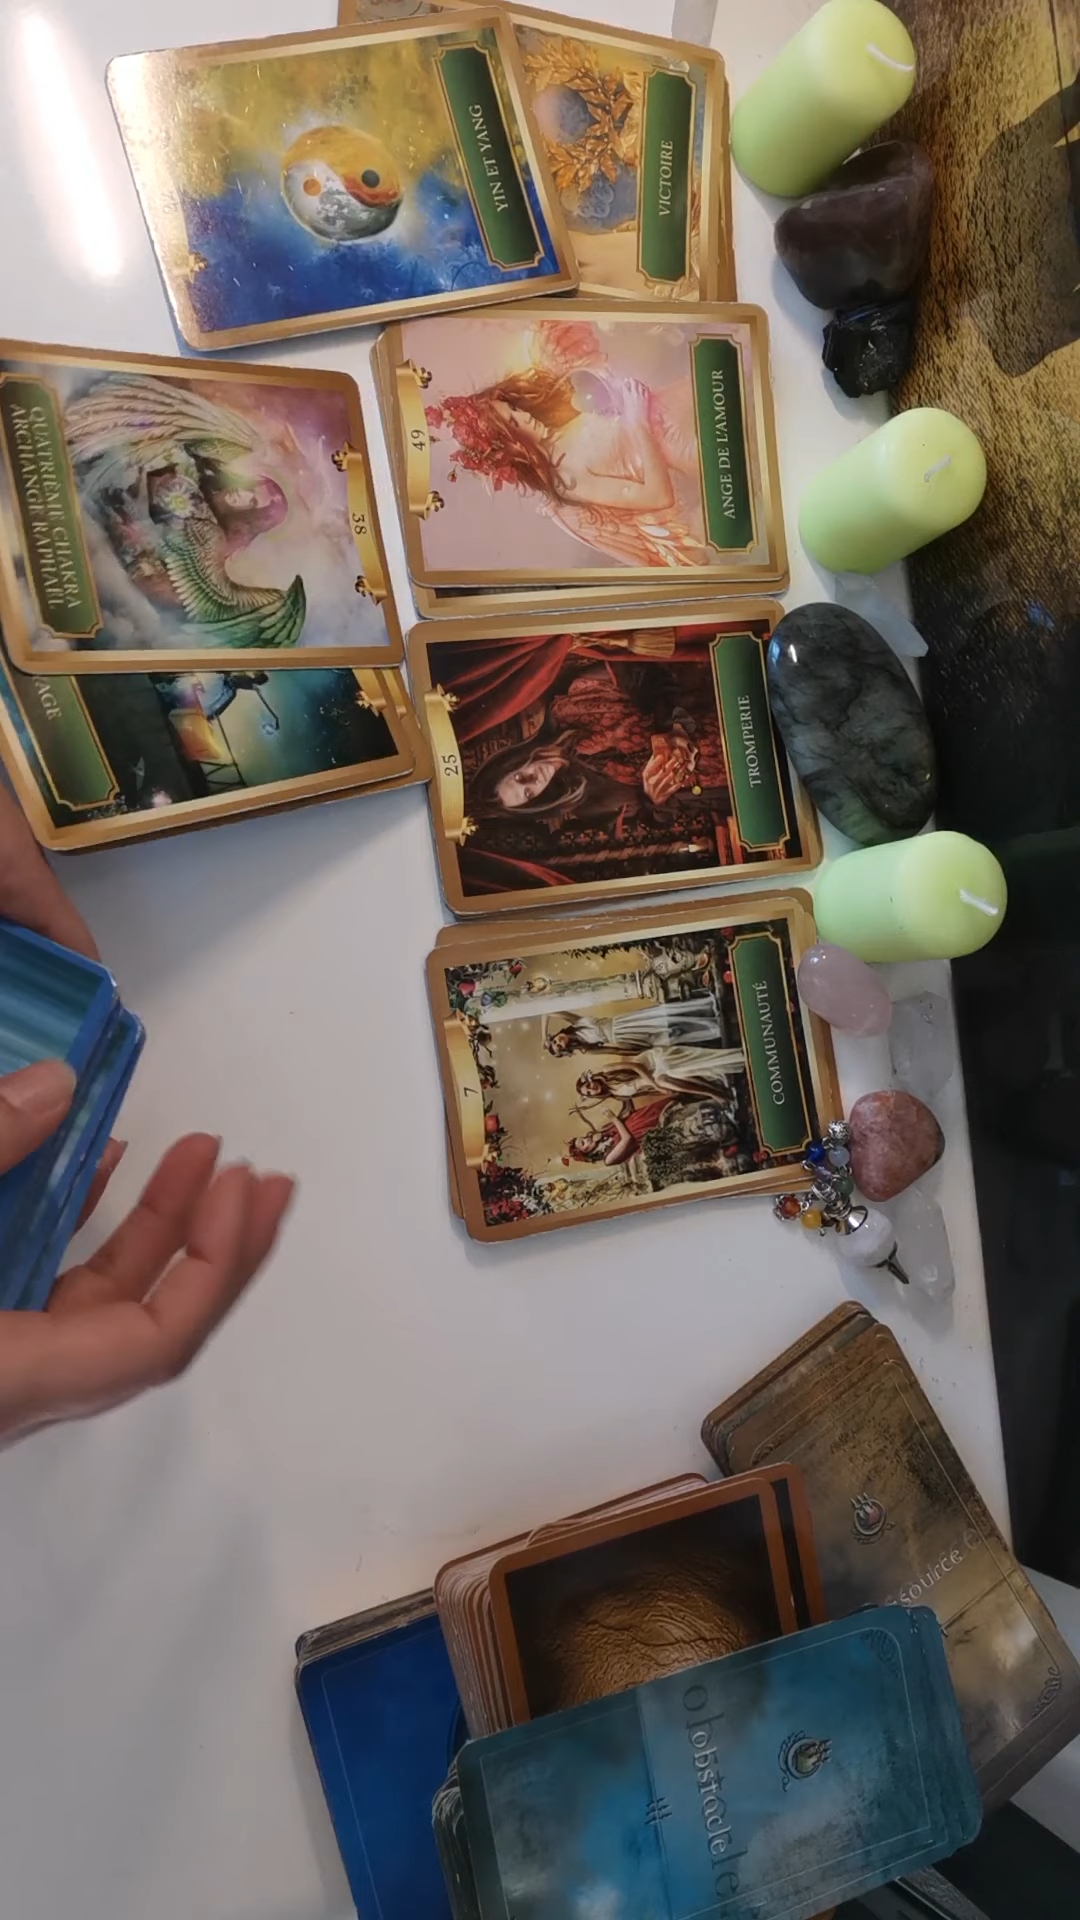 YIN ET YANG
VICTOIRE
49
ANGE DE L'AMOUR
QUATRIÈME CHAKRA
ARCHANGE RAPHAËL
38
25
TROMPERIE
7
COMMUNAUTÉ
obstacle